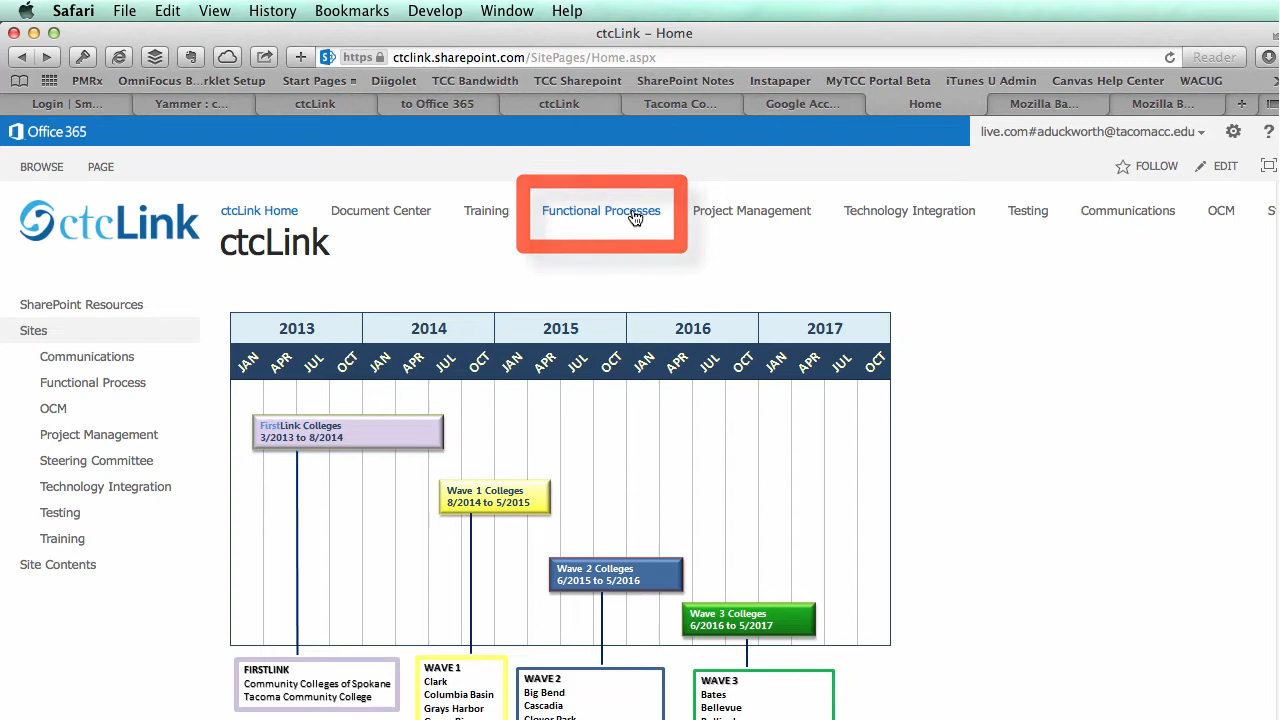 Safari File Edit View History Bookmarks Develop Window Help
ctcLink – Home
https ctclink.sharepoint.com/SitePages/Home.aspx Reader
PMRx OmniFocus B...rklet Setup Start Pages Diigolet TCC Bandwidth TCC Sharepoint SharePoint Notes Instapaper MyTCC Portal Beta iTunes U Admin Canvas Help Center WACUG
Login | Sm... Yammer : c... ctcLink to Office 365 ctcLink Tacoma Co... Google Acc... Home Mozilla Ba... Mozilla B... +
Office 365 live.com#aduckworth@tacomacc.edu ?
BROWSE PAGE FOLLOW EDIT
ctcLink ctcLink Home Document Center Training Functional Processes Project Management Technology Integration Testing Communications OCM S
ctcLink
SharePoint Resources
Sites
Communications
Functional Process
OCM
Project Management
Steering Committee
Technology Integration
Testing
Training
Site Contents
2013 2014 2015 2016 2017
JAN APR JUL OCT JAN APR JUL OCT JAN APR JUL OCT JAN APR JUL OCT JAN APR JUL OCT
FirstLink Colleges
3/2013 to 8/2014
Wave 1 Colleges
8/2014 to 5/2015
Wave 2 Colleges
6/2015 to 5/2016
Wave 3 Colleges
6/2016 to 5/2017
FIRSTLINK
Community Colleges of Spokane
Tacoma Community College
WAVE 1
Clark
Columbia Basin
Grays Harbor
WAVE 2
Big Bend
Cascadia
Clover Park
WAVE 3
Bates
Bellevue